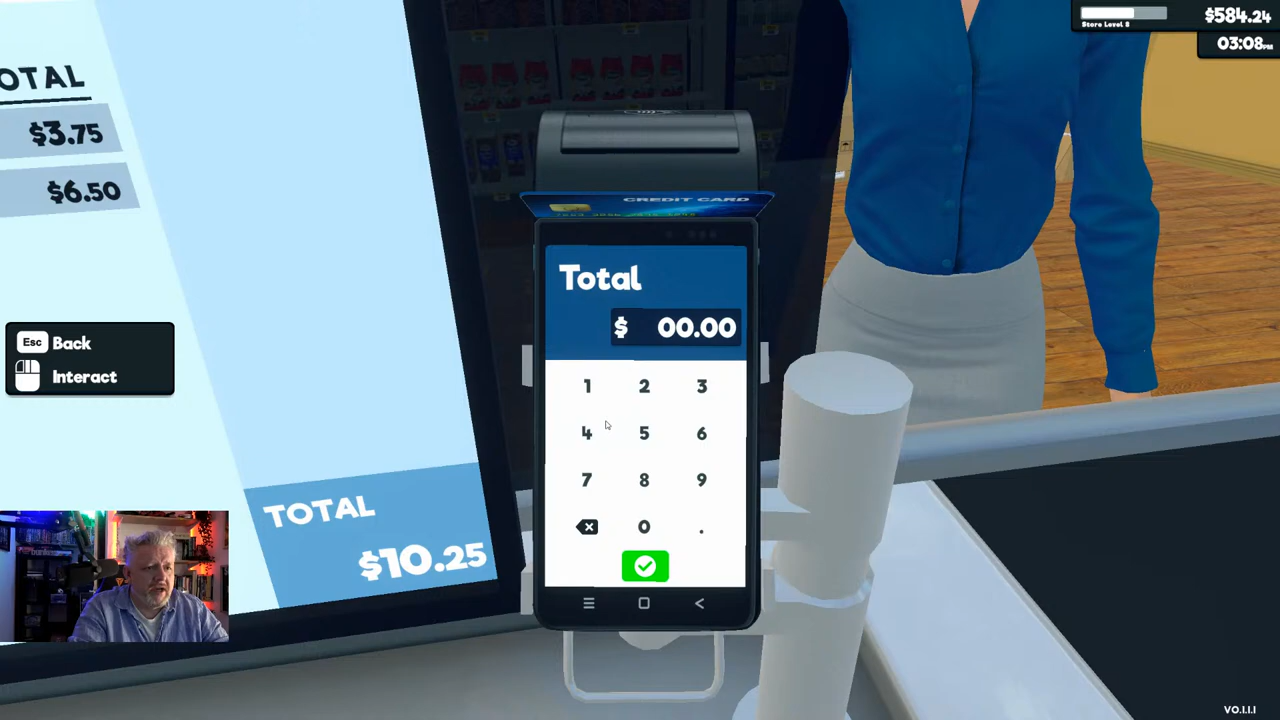 OTAL
$3.75
$6.50
Esc Back
Interact
TOTAL
$10.25
CREDIT CARD
Total
$ 00.00
1 2 3
4 5 6
7 8 9
0 .
$584.24
Store Level 8
03:08PM
V0.1.1.1